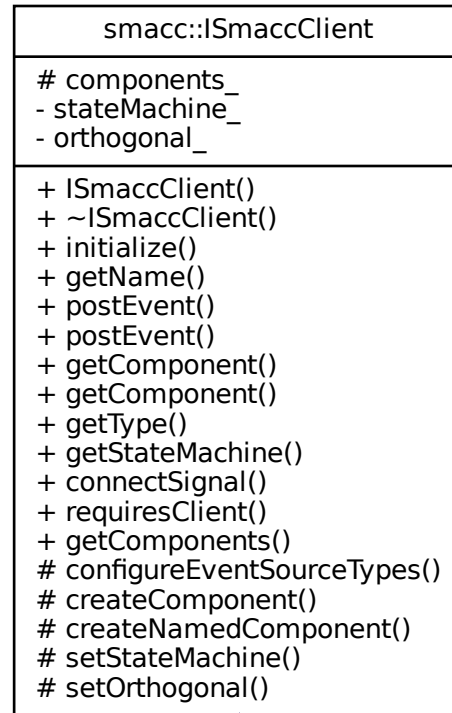 smacc::ISmaccClient
# components_
- stateMachine_
- orthogonal_
+ ISmaccClient()
+ ~ISmaccClient()
+ initialize()
+ getName()
+ postEvent()
+ postEvent()
+ getComponent()
+ getComponent()
+ getType()
+ getStateMachine()
+ connectSignal()
+ requiresClient()
+ getComponents()
# configureEventSourceTypes()
# createComponent()
# createNamedComponent()
# setStateMachine()
# setOrthogonal()